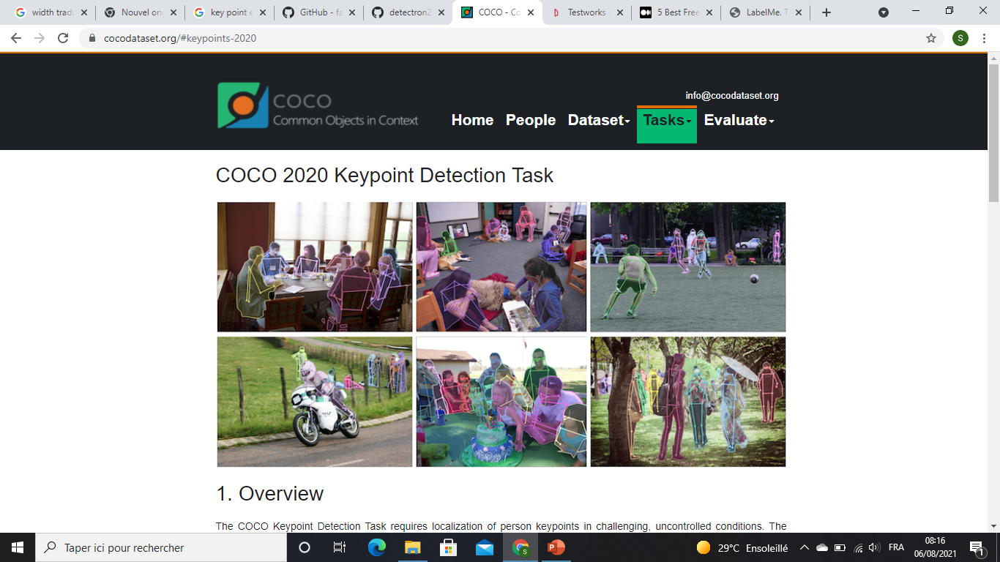 width tradu
Nouvel ong
key point e
GitHub - fa
detectron2
COCO - Co
Testworks -
5 Best Free
LabelMe. T
cocodataset.org/#keypoints-2020
S
COCO
Common Objects in Context
info@cocodataset.org
Home People Dataset Tasks Evaluate
COCO 2020 Keypoint Detection Task
1. Overview
The COCO Keypoint Detection Task requires localization of person keypoints in challenging, uncontrolled conditions. The
Taper ici pour rechercher
29°C Ensoleillé
FRA
08:16
06/08/2021
1